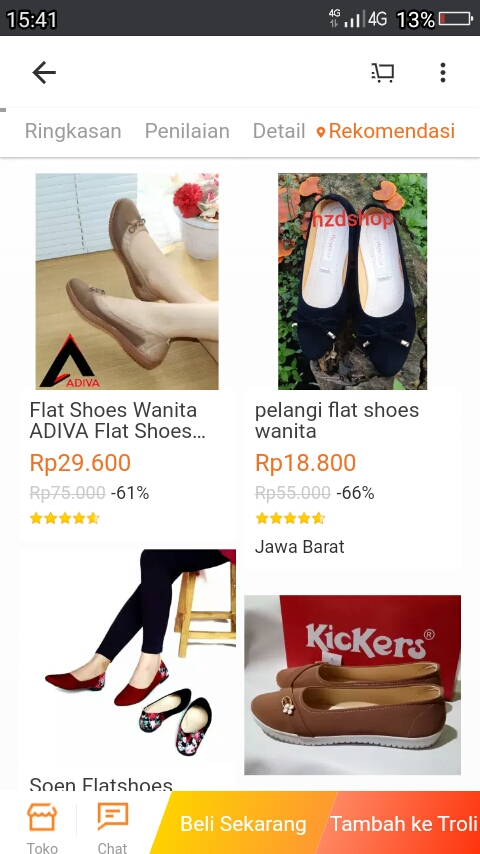 15:41
4G
4G
13%
Ringkasan
Penilaian
Detail
Rekomendasi
ADIVA
hzdshop
Flat Shoes Wanita
ADIVA Flat Shoes...
Rp29.600
Rp75.000 -61%
pelangi flat shoes
wanita
Rp18.800
Rp55.000 -66%
Jawa Barat
KicKers®
Soen Flatshoes
Toko
Chat
Beli Sekarang
Tambah ke Troli